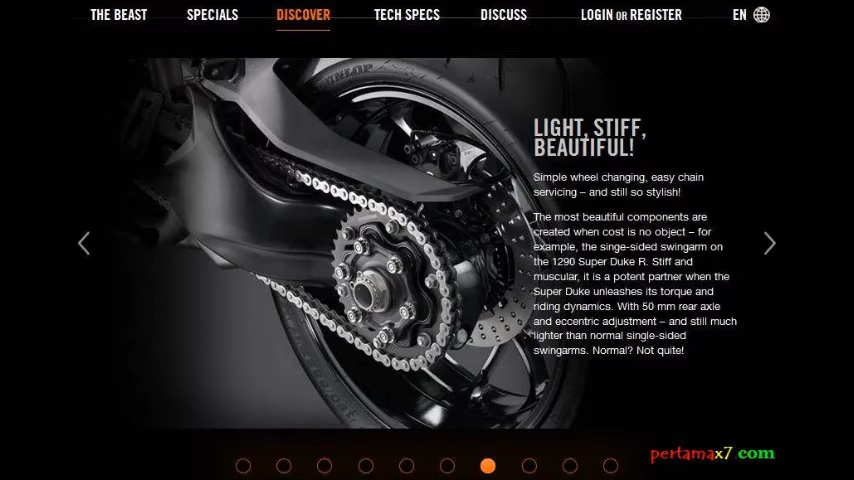 THE BEAST SPECIALS DISCOVER TECH SPECS DISCUSS LOGIN OR REGISTER EN
DUNLOP
LIGHT, STIFF,
BEAUTIFUL!
Simple wheel changing, easy chain
servicing – and still so stylish!
The most beautiful components are
created when cost is no object – for
example, the singe-sided swingarm on
the 1290 Super Duke R. Stiff and
muscular, it is a potent partner when the
Super Duke unleashes its torque and
riding dynamics. With 50 mm rear axle
and eccentric adjustment – and still much
lighter than normal single-sided
swingarms. Normal? Not quite!
pertamax7.com